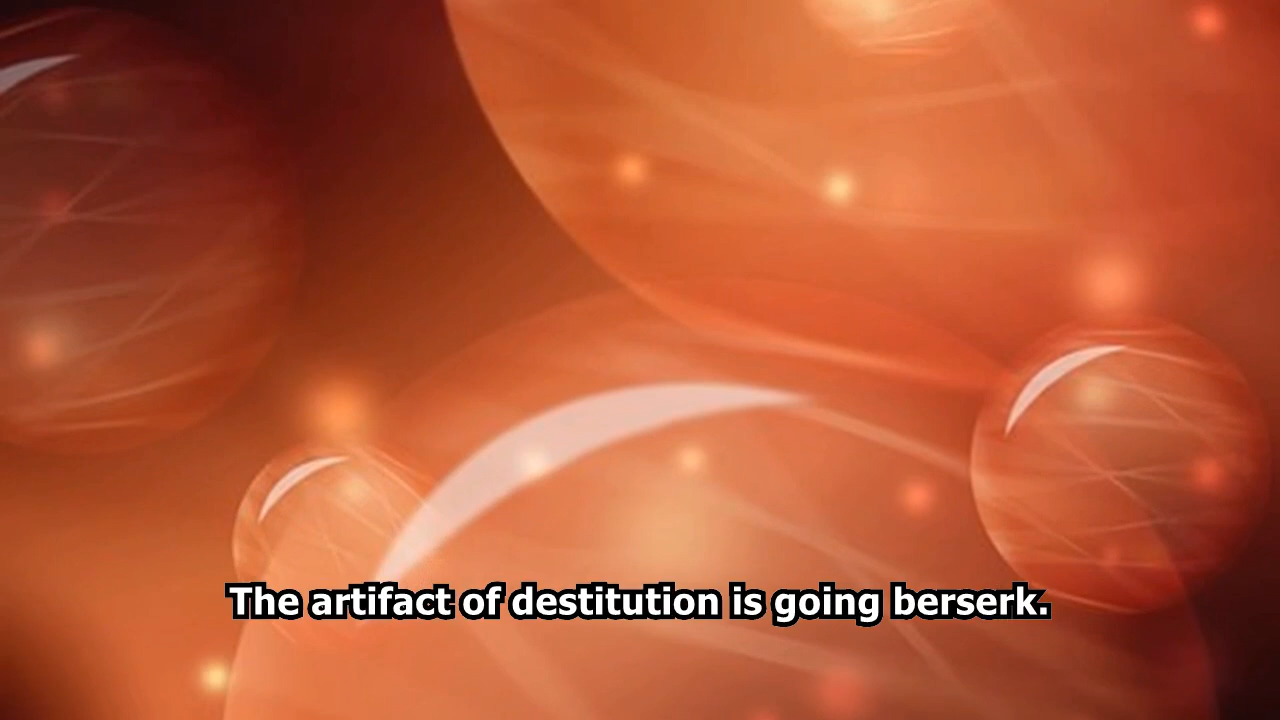 The artifact of destitution is going berserk.